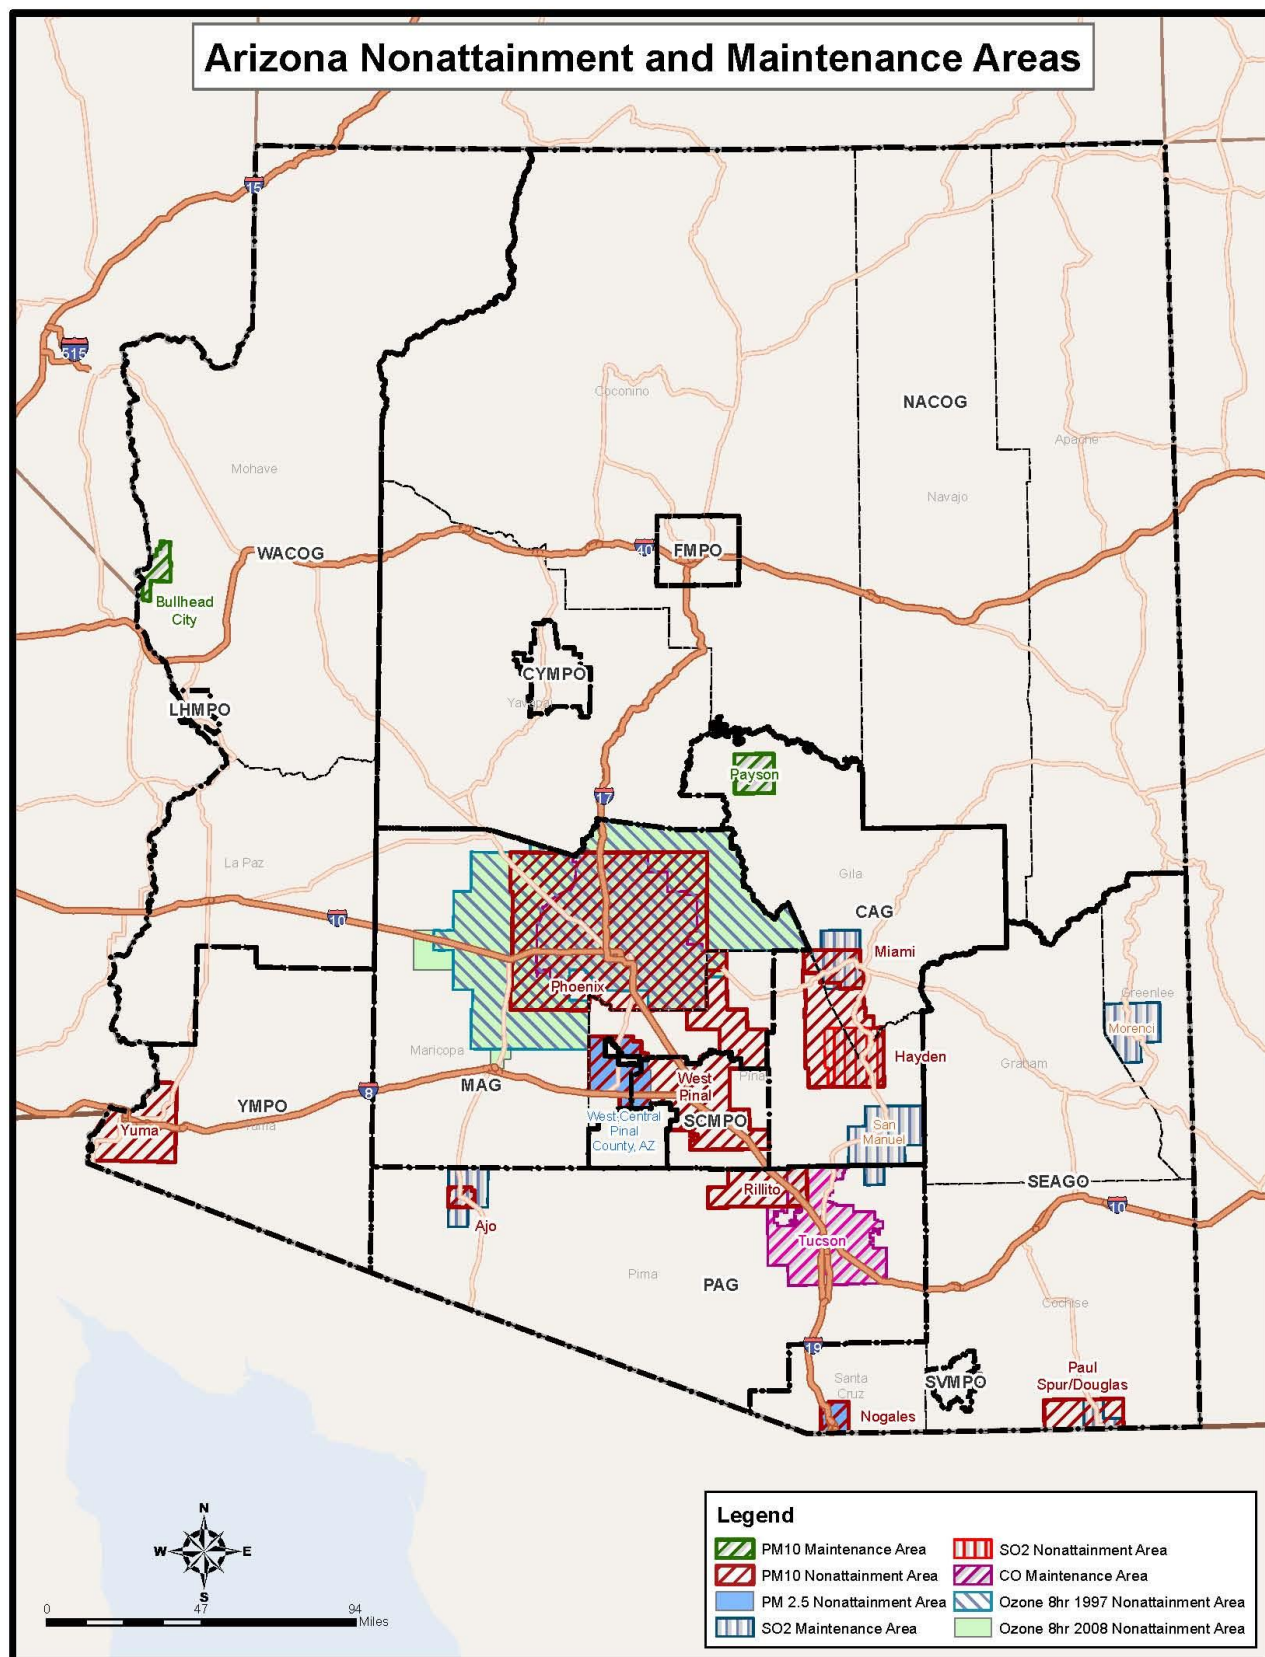 Arizona Nonattainment and Maintenance Areas
15
515
Coconino
NACOG
Apache
Mohave
Navajo
WACOG
40
FMPO
Bullhead
City
CYMPO
Yavapai
LHMPO
Payson
17
La Paz
Gila
CAG
10
Miami
Phoenix
Greenlee
Morenci
Maricopa
Hayden
Graham
MAG
West
Pinal
Pinal
8
YMPO
Yuma
Yuma
SCMPO
West Central
Pinal
County, AZ
San
Manuel
Rillito
SEAGO
10
Ajo
Tucson
Pima
PAG
Cochise
19
Santa
Cruz
SVMPO
Paul
Spur/Douglas
Nogales
N
W
E
S
0
47
94
Miles
Legend
PM10 Maintenance Area
PM10 Nonattainment Area
PM 2.5 Nonattainment Area
SO2 Maintenance Area
SO2 Nonattainment Area
CO Maintenance Area
Ozone 8hr 1997 Nonattainment Area
Ozone 8hr 2008 Nonattainment Area